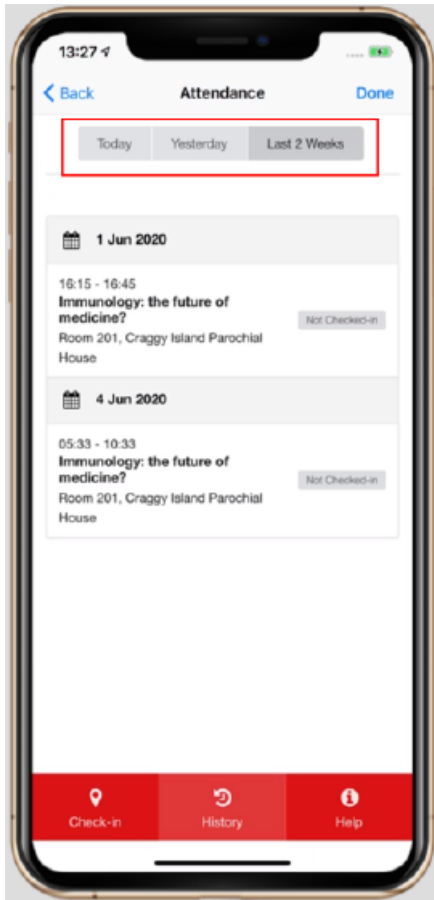 13:27
Back Attendance Done
Today Yesterday Last 2 Weeks
1 Jun 2020
16:15 - 16:45
Immunology: the future of
medicine?
Not Checked-in
Room 201, Craggy Island Parochial
House
4 Jun 2020
05:33 - 10:33
Immunology: the future of
medicine?
Not Checked-in
Room 201, Craggy Island Parochial
House
Check-in History Help